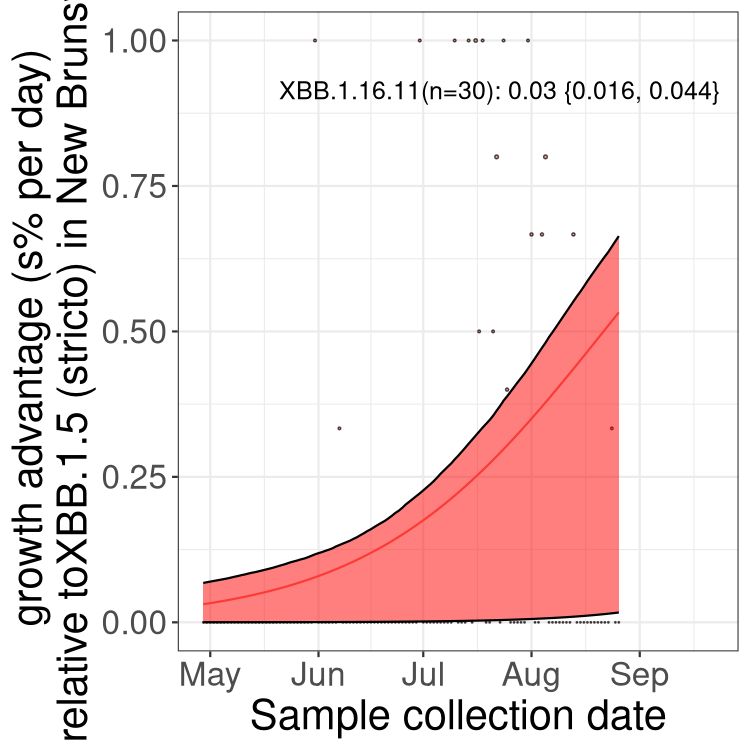 growth advantage (s% per day)
relative toXBB.1.5 (stricto) in New
1.00
0.75
0.50
0.25
0.00
XBB.1.16.11(n=30): 0.03 {0.016, 0.044}
May Jun Jul Aug Sep
Sample collection date